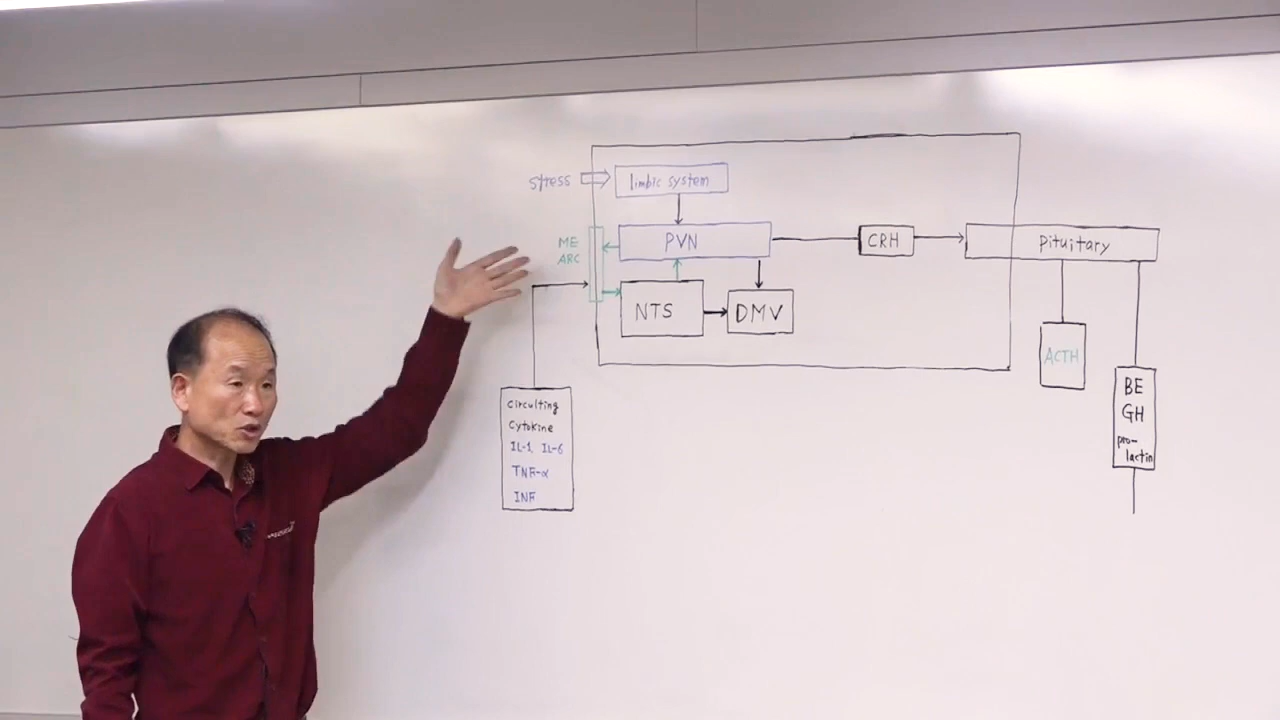 stress
limbic system
ME
ARC
PVN
CRH
Pituitary
NTS
DMV
ACTH
BE
GH
pro-
lactin
Circulting
Cytokine
IL-1, IL-6
TNF-α
INF